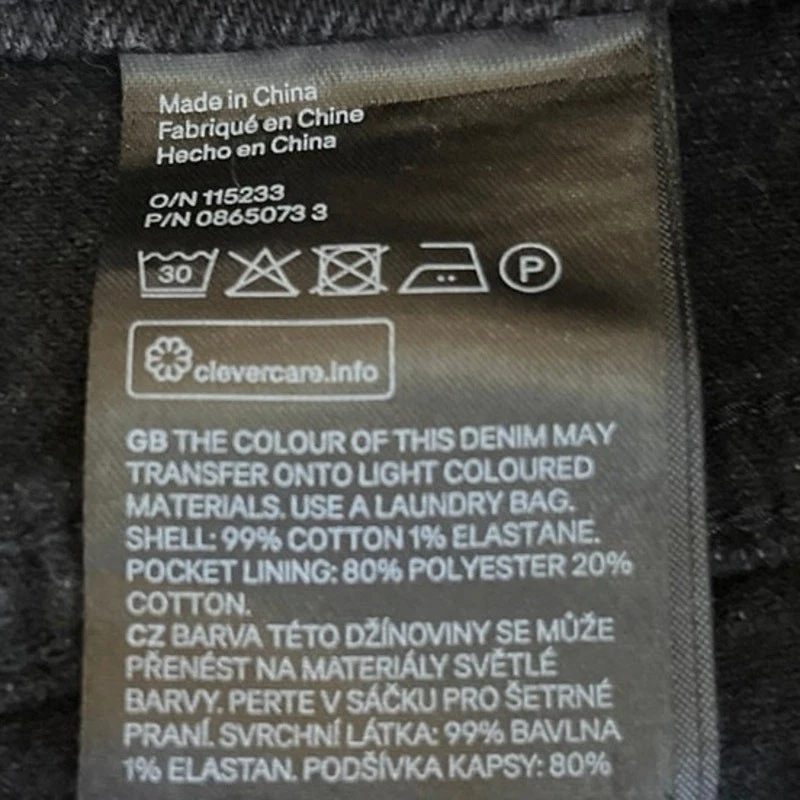 Made in China
Fabriqué en Chine
Hecho en China
O/N 115233
P/N 0865073 3
30 P
clevercare.info
GB THE COLOUR OF THIS DENIM MAY
TRANSFER ONTO LIGHT COLOURED
MATERIALS. USE A LAUNDRY BAG.
SHELL: 99% COTTON 1% ELASTANE.
POCKET LINING: 80% POLYESTER 20%
COTTON.
CZ BARVA TÉTO DŽÍNOVINY SE MŮŽE
PŘENÉST NA MATERIÁLY SVĚTLÉ
BARVY. PERTE V SÁČKU PRO ŠETRNÉ
PRANÍ. SVRCHNÍ LÁTKA: 99% BAVLNA
1% ELASTAN. PODŠÍVKA KAPSY: 80%